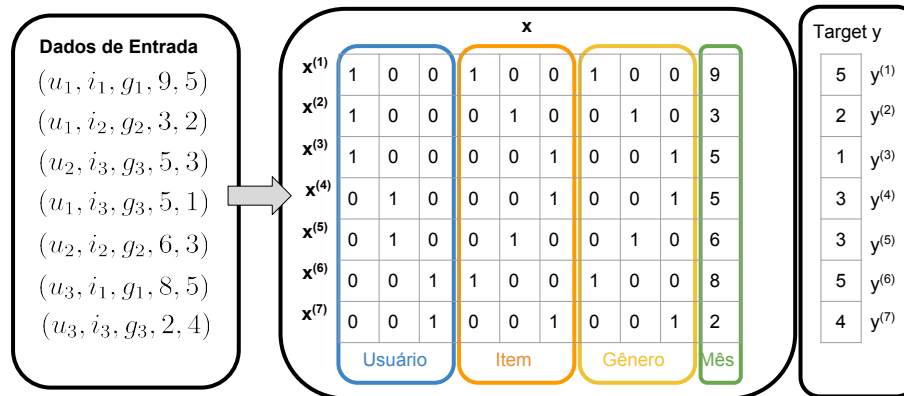 Dados de Entrada
(u₁, i₁, g₁, 9, 5)
(u₁, i₂, g₂, 3, 2)
(u₂, i₃, g₃, 5, 3)
(u₁, i₃, g₃, 5, 1)
(u₂, i₂, g₂, 6, 3)
(u₃, i₁, g₁, 8, 5)
(u₃, i₃, g₃, 2, 4)
x
x⁽¹⁾ 1 0 0 1 0 0 1 0 0 9
x⁽²⁾ 1 0 0 0 1 0 0 1 0 3
x⁽³⁾ 1 0 0 0 0 1 0 0 1 5
x⁽⁴⁾ 0 1 0 0 0 1 0 0 1 5
x⁽⁵⁾ 0 1 0 0 1 0 0 1 0 6
x⁽⁶⁾ 0 0 1 1 0 0 1 0 0 8
x⁽⁷⁾ 0 0 1 0 0 1 0 0 1 2
Usuário Item Gênero Mês
Target y
5 y⁽¹⁾
2 y⁽²⁾
1 y⁽³⁾
3 y⁽⁴⁾
3 y⁽⁵⁾
5 y⁽⁶⁾
4 y⁽⁷⁾